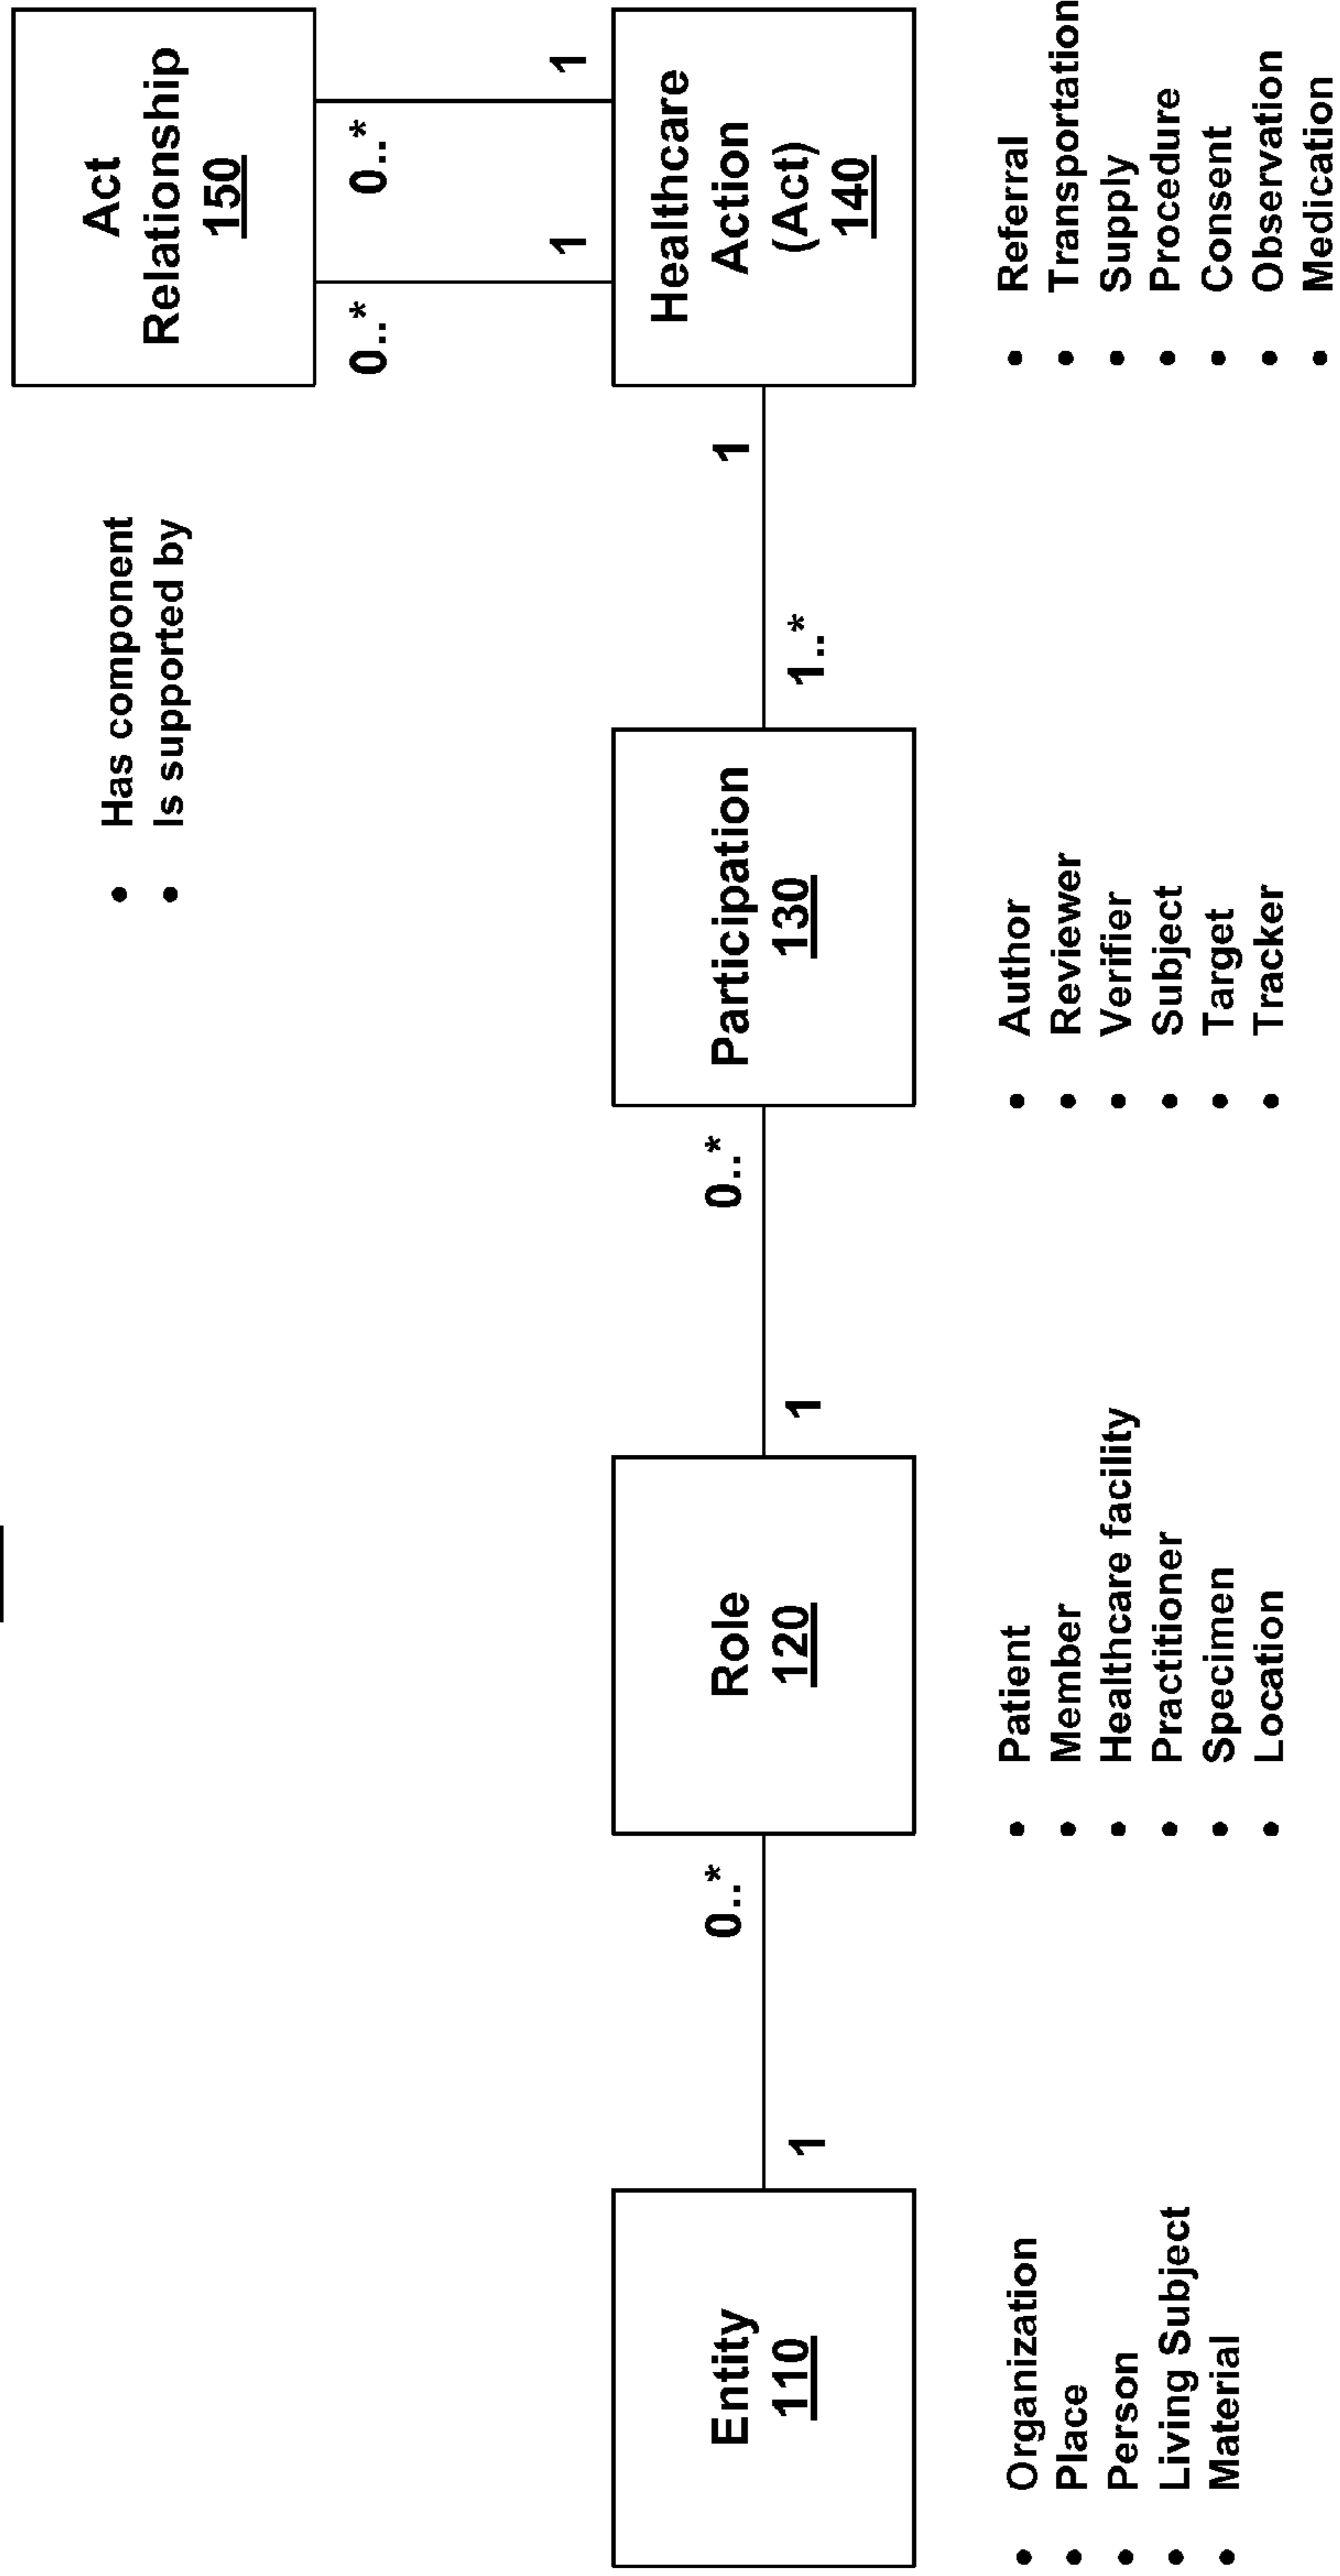 Act
Relationship
150
• Has component
• Is supported by
0..*
0..*
1
1
Entity
110
1
0..*
Role
120
1
0..*
Participation
130
1..*
1
Healthcare
Action
(Act)
140
• Organization
• Place
• Person
• Living Subject
• Material
• Patient
• Member
• Healthcare facility
• Practitioner
• Specimen
• Location
• Author
• Reviewer
• Verifier
• Subject
• Target
• Tracker
• Referral
• Transportation
• Supply
• Procedure
• Consent
• Observation
• Medication